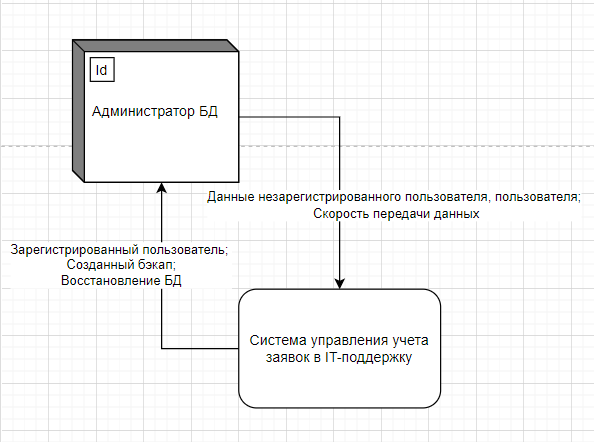 Id
Администратор БД
Данные незарегистрированного пользователя, пользователя;
Скорость передачи данных
Зарегистрированный пользователь;
Созданный бэкап;
Восстановление БД
Система управления учета
заявок в IT-поддержку